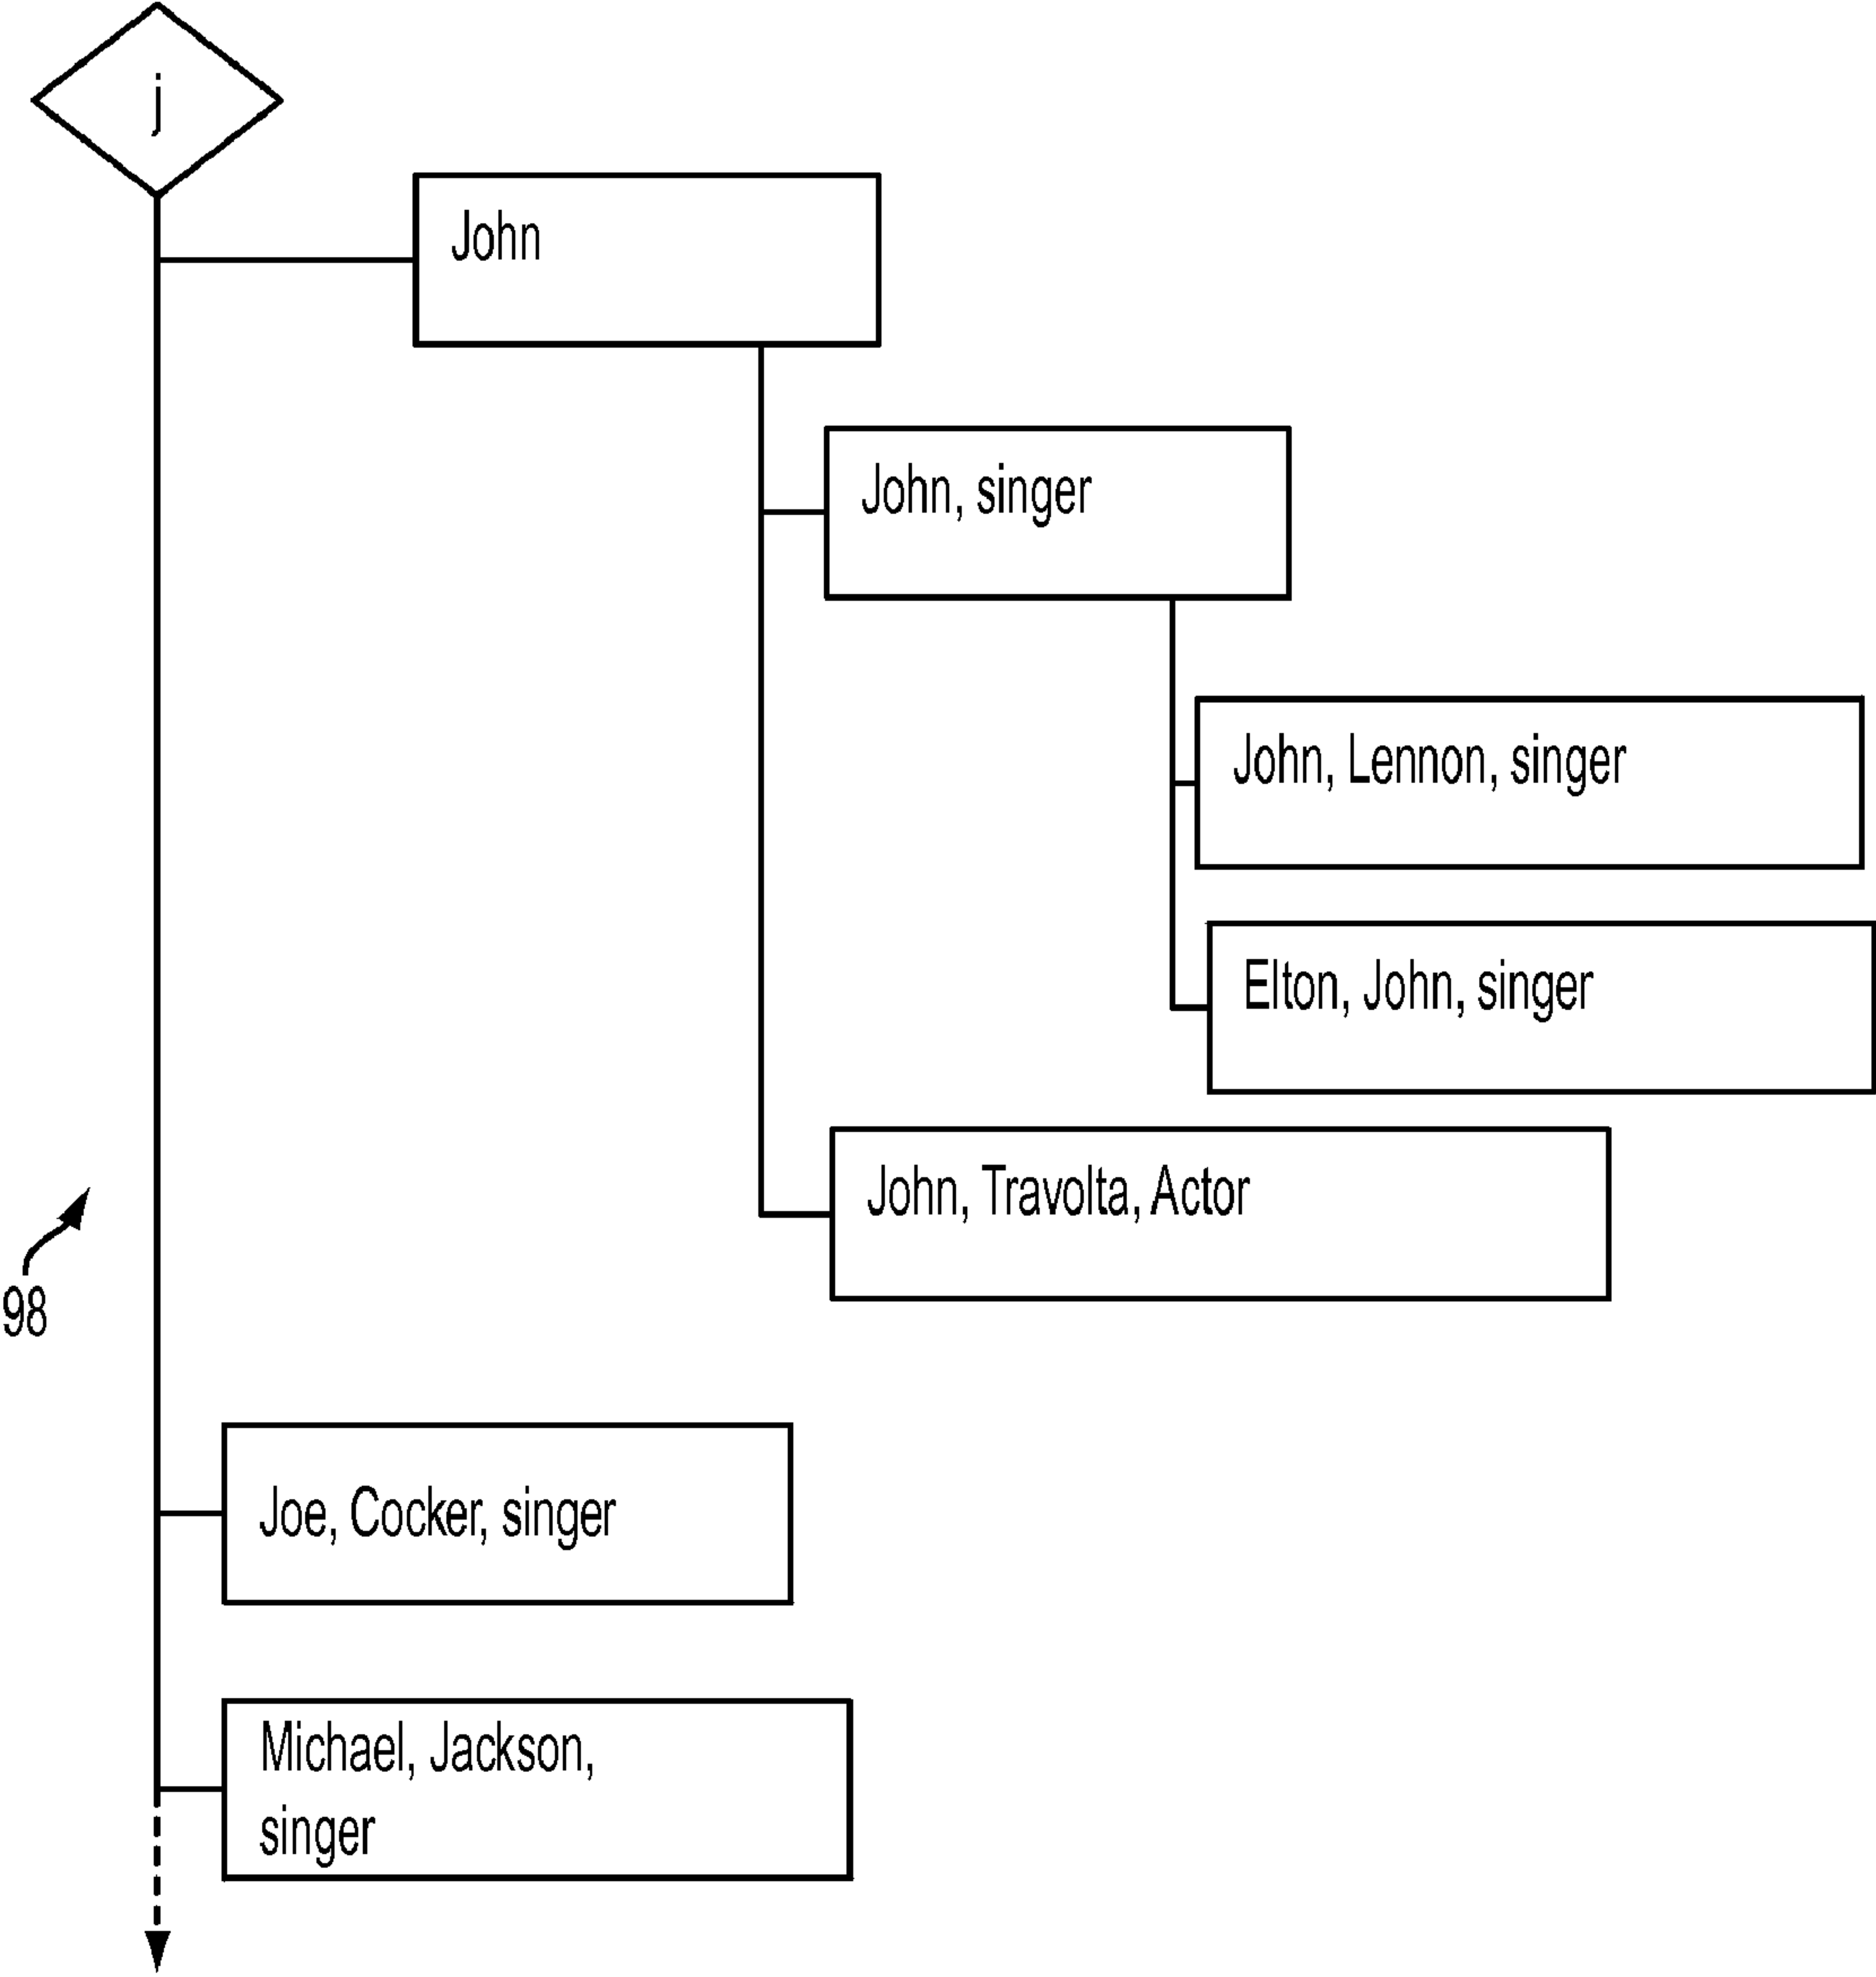 j
John
John, singer
John, Lennon, singer
Elton, John, singer
John, Travolta, Actor
98
Joe, Cocker, singer
Michael, Jackson,
singer